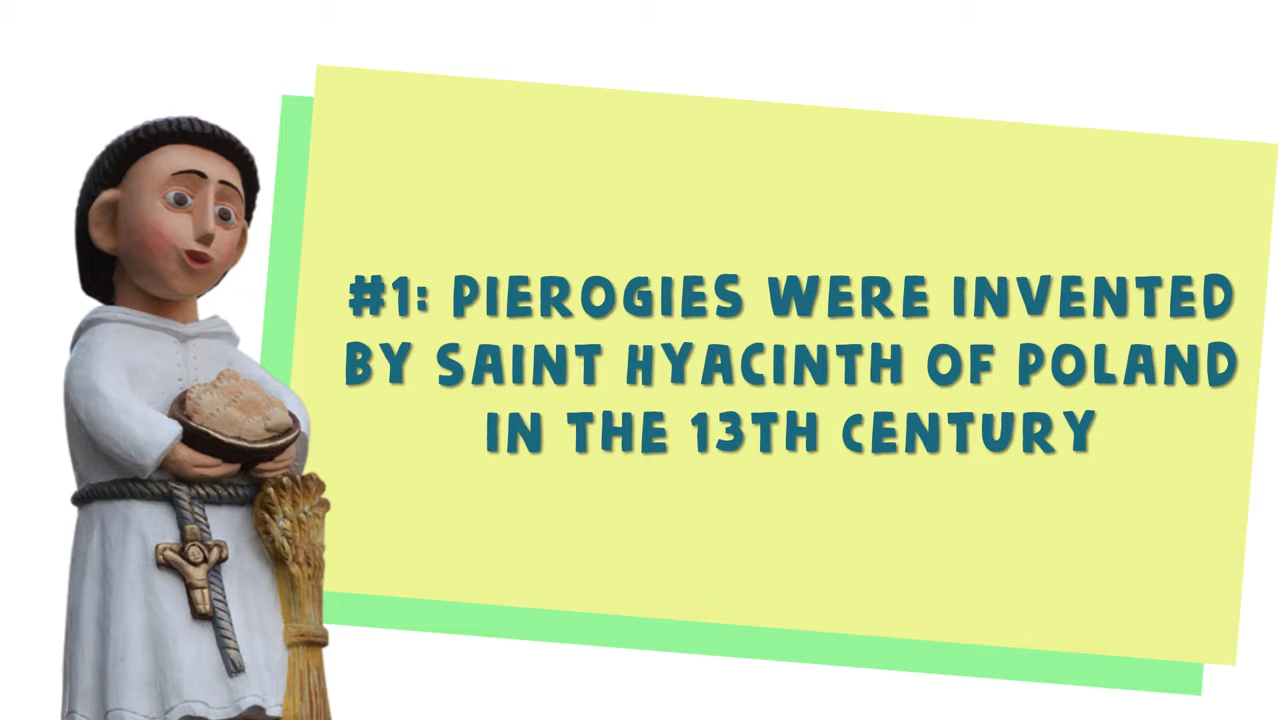 #1: PIEROGIES WERE INVENTED
BY SAINT HYACINTH OF POLAND
IN THE 13TH CENTURY